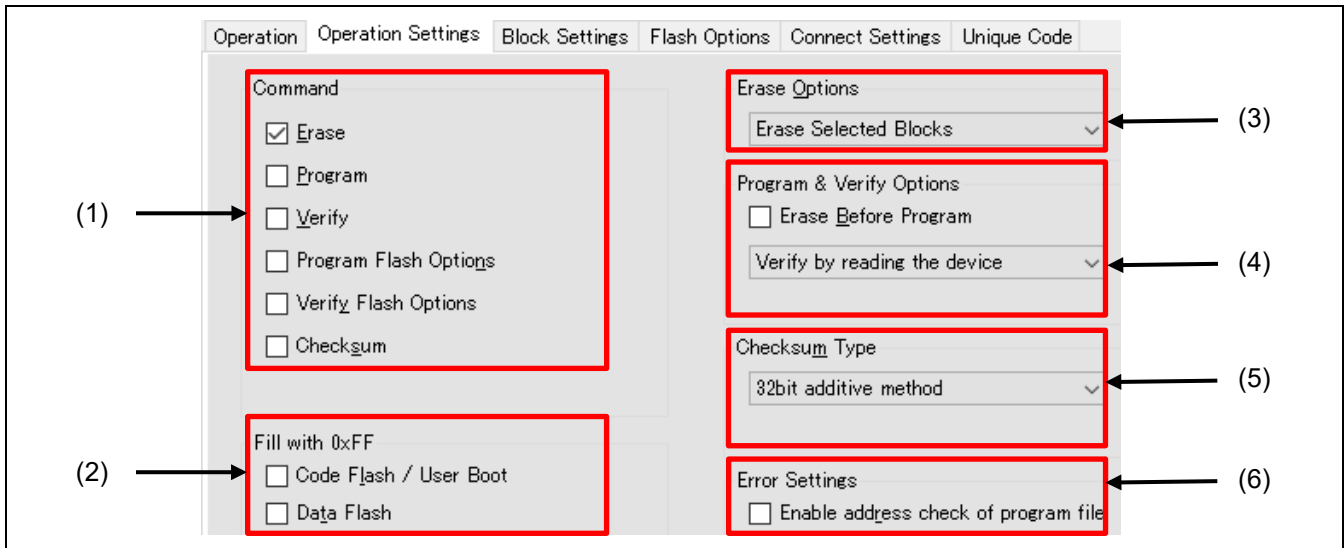 Operation Operation Settings Block Settings Flash Options Connect Settings Unique Code
Command
Erase
Program
(1)
Verify
Program Flash Options
Verify Flash Options
Checksum
Fill with 0xFF
(2)
Code Flash / User Boot
Data Flash
Erase Options
(3)
Erase Selected Blocks
Program & Verify Options
Erase Before Program
(4)
Verify by reading the device
Checksum Type
(5)
32bit additive method
Error Settings
(6)
Enable address check of program file